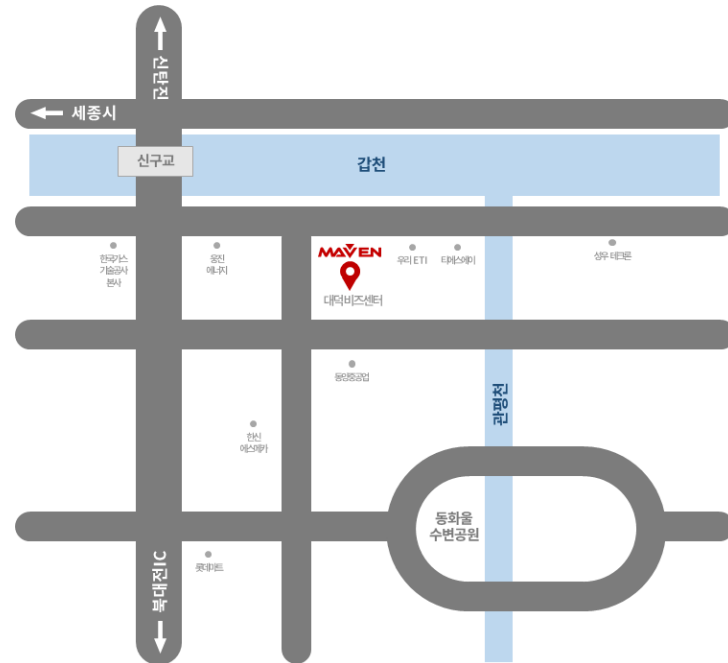 신탄진
세종시
신구교
갑천
한국가스
기술공사
본사
웅진
에너지
MAVEN
대덕비즈센터
우리 ETI
티에스에이
성우 테크론
동양중공업
관평천
한신
에스메카
동화울
수변공원
롯데마트
북대전IC